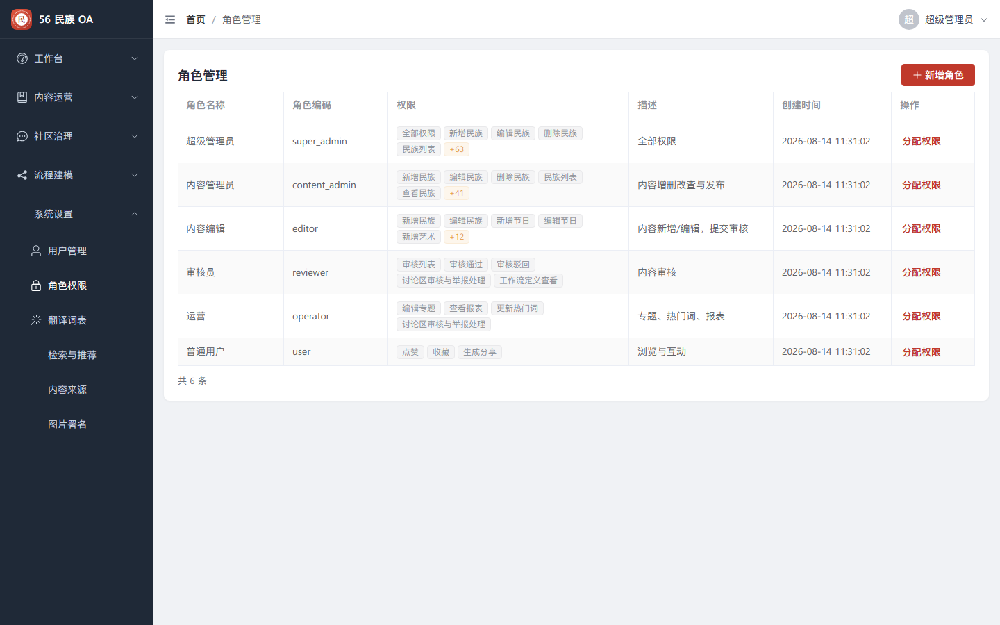 民 56 民族 OA
首页 / 角色管理
超 超级管理员
工作台
内容运营
社区治理
流程建模
系统设置
用户管理
角色权限
翻译词表
检索与推荐
内容来源
图片署名
角色管理
+ 新增角色
角色名称 角色编码 权限 描述 创建时间 操作
超级管理员 super_admin 全部权限 新增民族 编辑民族 删除民族 全部权限 2026-08-14 11:31:02 分配权限
民族列表 +63
内容管理员 content_admin 新增民族 编辑民族 删除民族 民族列表 内容增删改查与发布 2026-08-14 11:31:02 分配权限
查看民族 +41
内容编辑 editor 新增民族 编辑民族 新增节日 编辑节日 内容新增/编辑，提交审核 2026-08-14 11:31:02 分配权限
新增艺术 +12
审核员 reviewer 审核列表 审核通过 审核驳回 内容审核 2026-08-14 11:31:02 分配权限
讨论区审核与举报处理 工作流定义查看
运营 operator 编辑专题 查看报表 更新热门词 专题、热门词、报表 2026-08-14 11:31:02 分配权限
讨论区审核与举报处理
普通用户 user 点赞 收藏 生成分享 浏览与互动 2026-08-14 11:31:02 分配权限
共 6 条